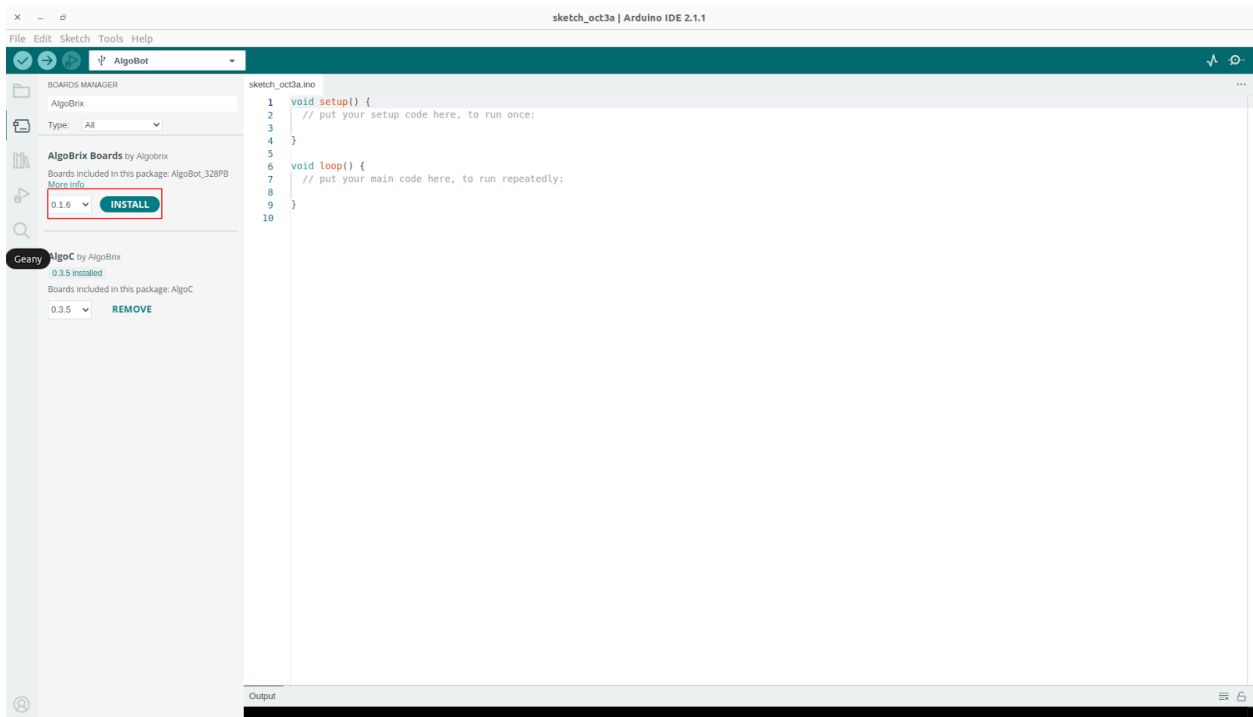 sketch_oct3a | Arduino IDE 2.1.1
File Edit Sketch Tools Help
AlgoBot
BOARDS MANAGER
AlgoBrix
Type: All
AlgoBrix Boards by Algobrix
Boards included in this package: AlgoBot_328PB
More info
0.1.6 INSTALL
Geany
AlgoC by AlgoBrix
0.3.5 installed
Boards included in this package: AlgoC
0.3.5 REMOVE
sketch_oct3a.ino
1 void setup() {
2 // put your setup code here, to run once:
3
4 }
5
6 void loop() {
7 // put your main code here, to run repeatedly:
8
9 }
10
Output